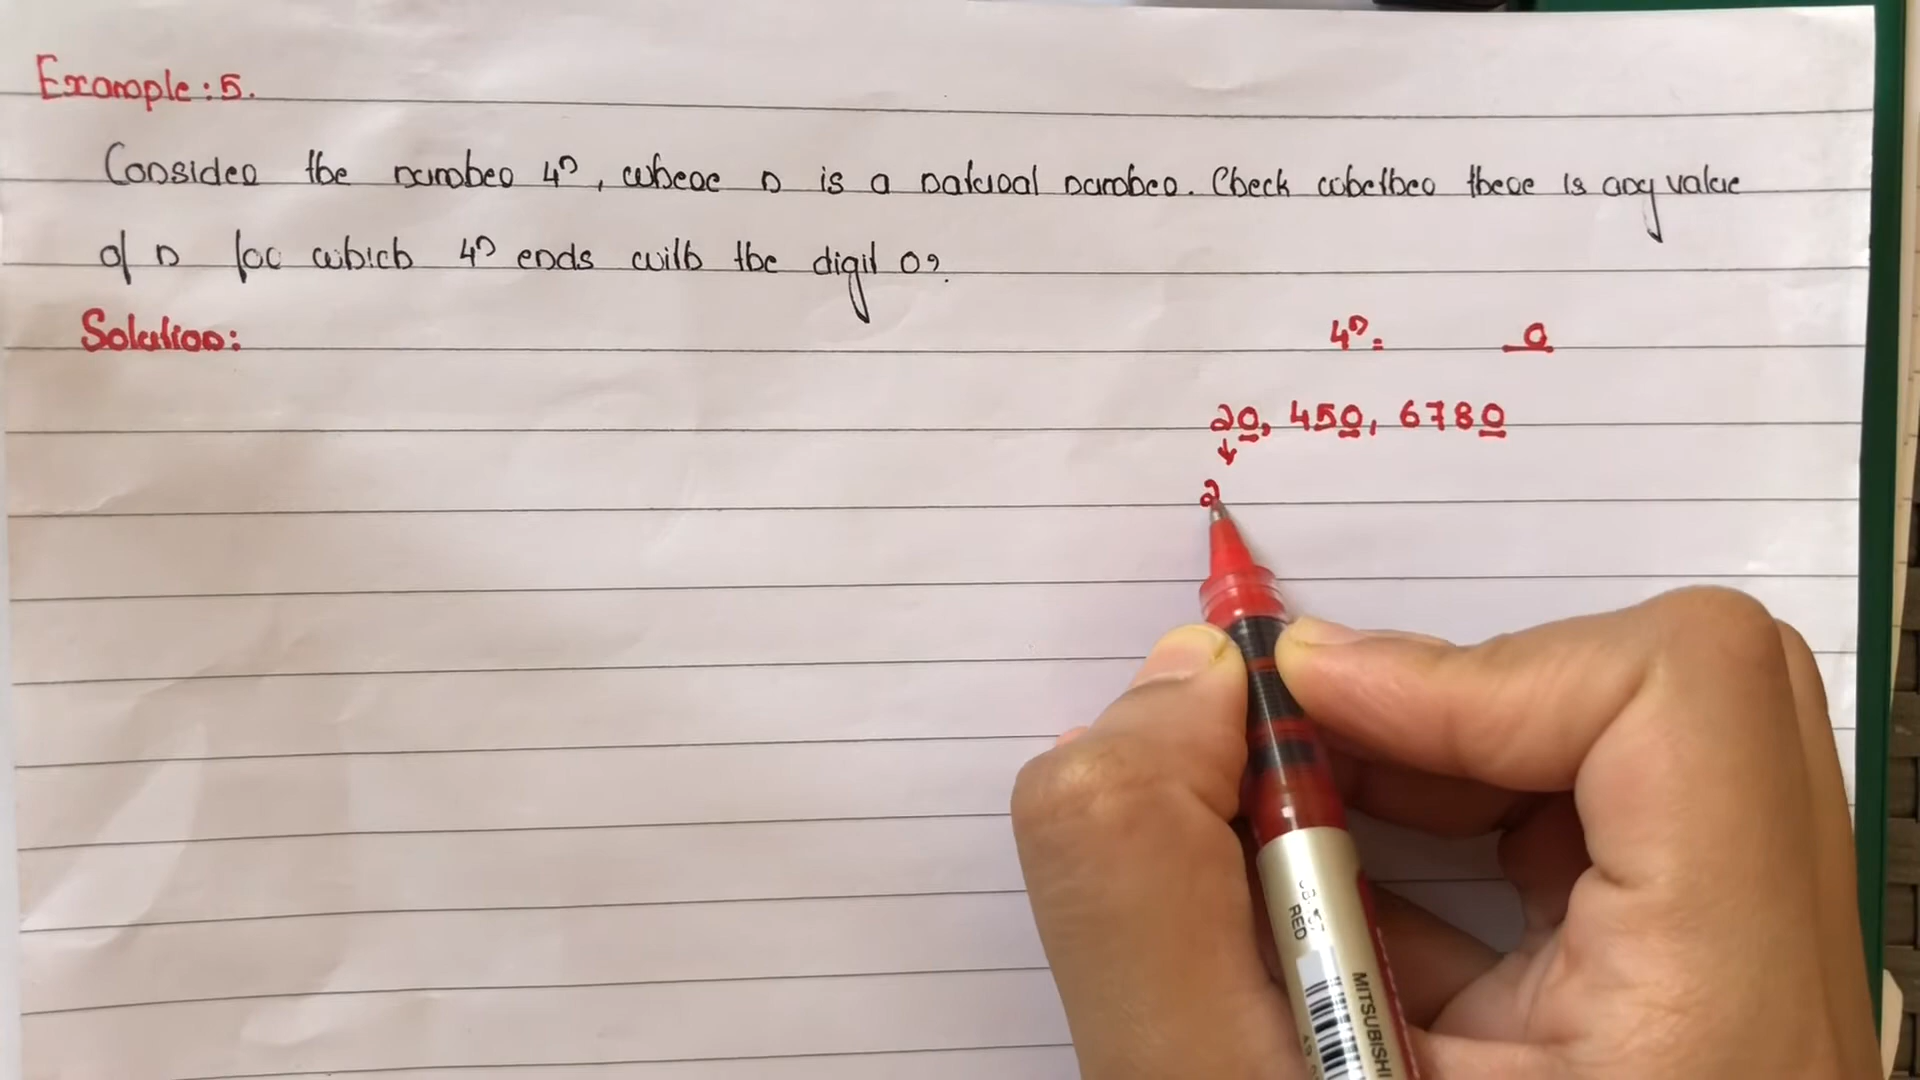 Example: 5.
Consider the number 4ⁿ, where n is a natural number. Check whether there is any value
of n for which 4ⁿ ends with the digit 0?
Solution:
4ⁿ = 0
20, 450, 6780
↓
2
RED
MITSUBISHI